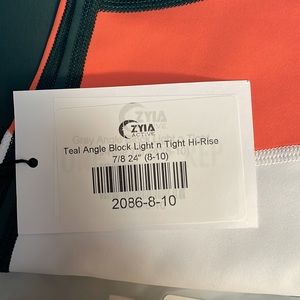 ZYIA
ACTIVE
Teal Angle Block Light n Tight Hi-Rise
7/8 24" (8-10)
2086-8-10